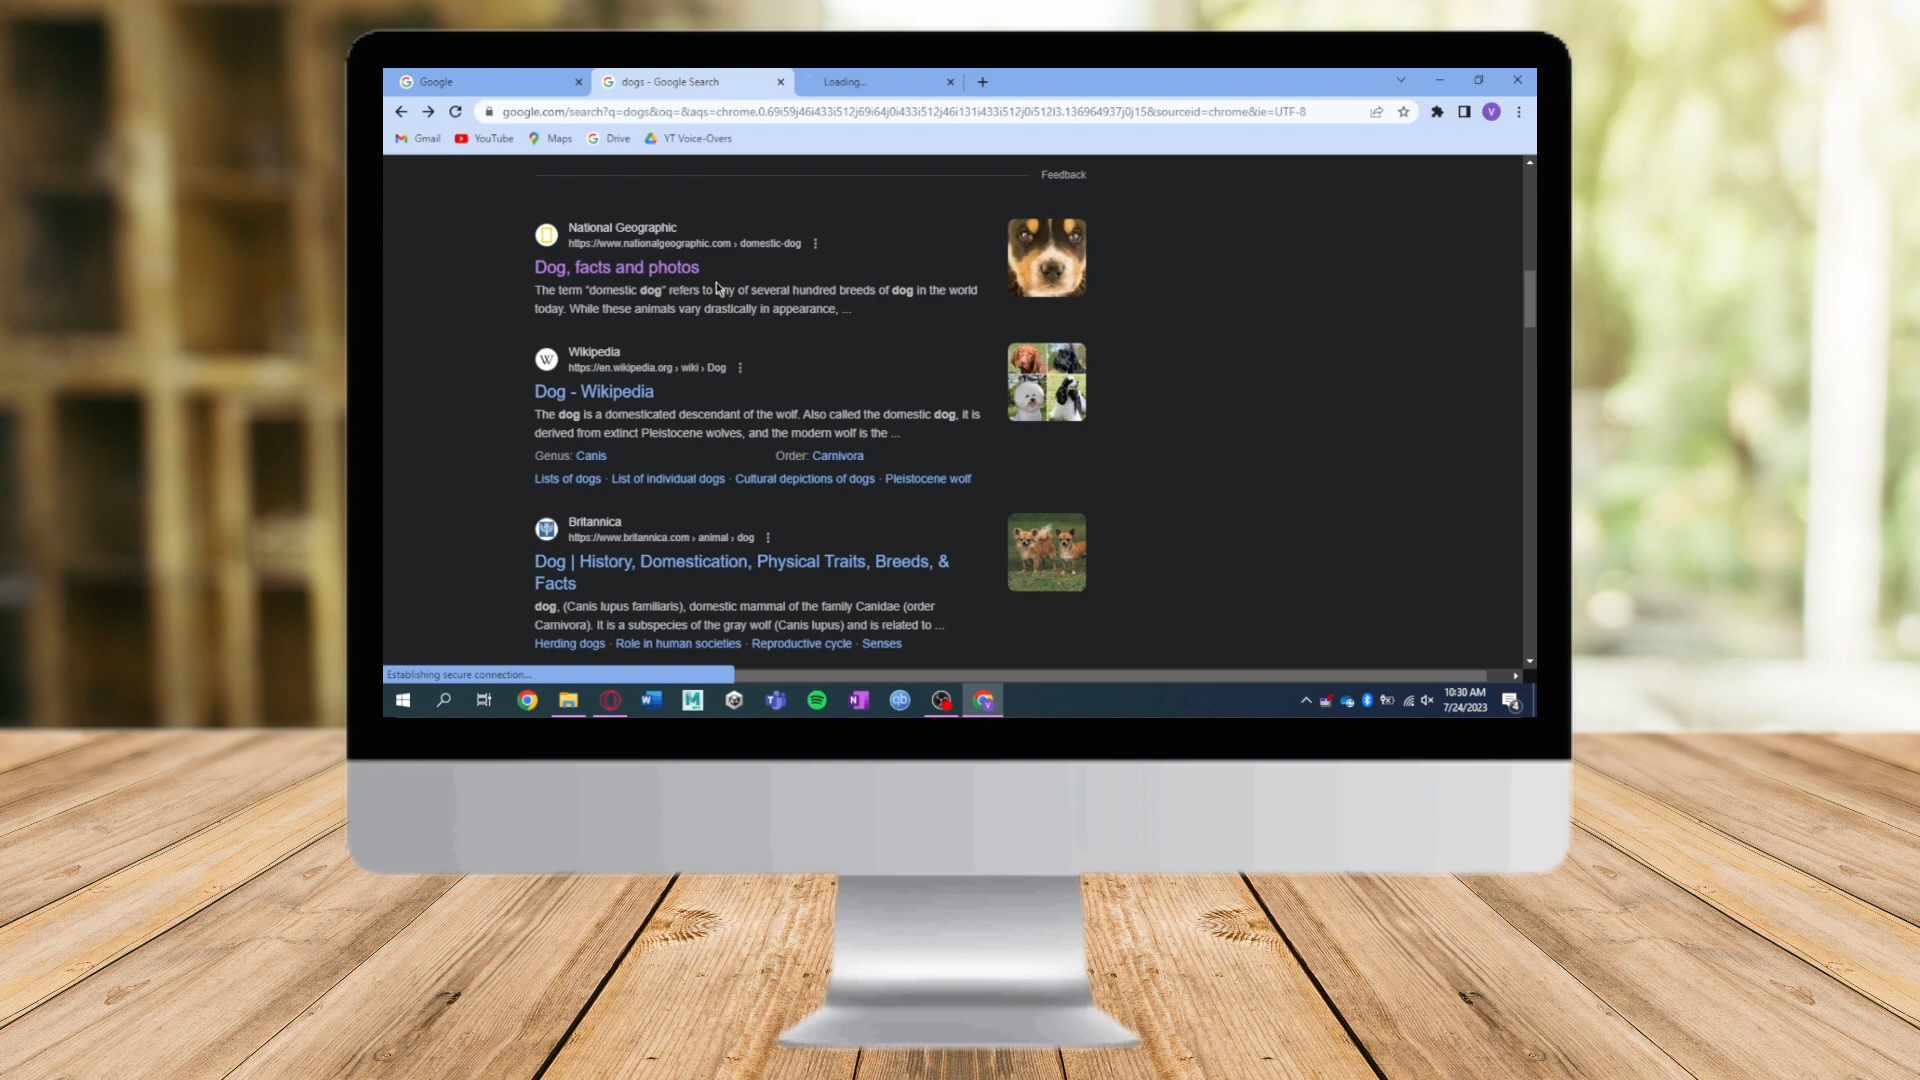 Google
dogs - Google Search
Loading...
google.com/search?q=dogs&oq=&aqs=chrome.0.69i59j46i433i512j69i64j0i433i512j46i131i433i512j0i512l3.136964937j0j15&sourceid=chrome&ie=UTF-8
V
Gmail
YouTube
Maps
Drive
YT Voice-Overs
Feedback
National Geographic
https://www.nationalgeographic.com › domestic-dog
Dog, facts and photos
The term "domestic dog" refers to any of several hundred breeds of dog in the world
today. While these animals vary drastically in appearance, ...
W
Wikipedia
https://en.wikipedia.org › wiki › Dog
Dog - Wikipedia
The dog is a domesticated descendant of the wolf. Also called the domestic dog, it is
derived from extinct Pleistocene wolves, and the modern wolf is the ...
Genus: Canis Order: Carnivora
Lists of dogs · List of individual dogs · Cultural depictions of dogs · Pleistocene wolf
Britannica
https://www.britannica.com › animal › dog
Dog | History, Domestication, Physical Traits, Breeds, &
Facts
dog, (Canis lupus familiaris), domestic mammal of the family Canidae (order
Carnivora). It is a subspecies of the gray wolf (Canis lupus) and is related to ...
Herding dogs · Role in human societies · Reproductive cycle · Senses
Establishing secure connection...
W
M
T
N
qb
V
10:30 AM
7/24/2023
4